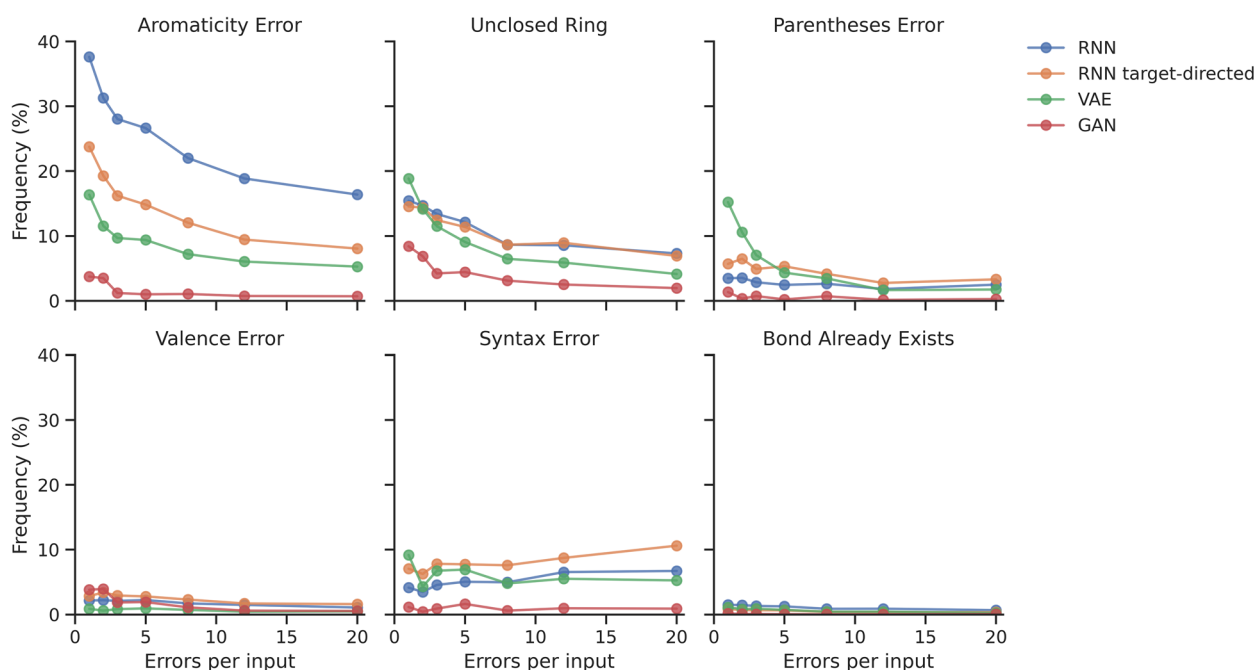 Aromaticity Error
Unclosed Ring
Parentheses Error
40
30
20
10
0
Frequency (%)
RNN
RNN target-directed
VAE
GAN
Valence Error
Syntax Error
Bond Already Exists
40
30
20
10
0
Frequency (%)
0 5 10 15 20
0 5 10 15 20
0 5 10 15 20
Errors per input
Errors per input
Errors per input